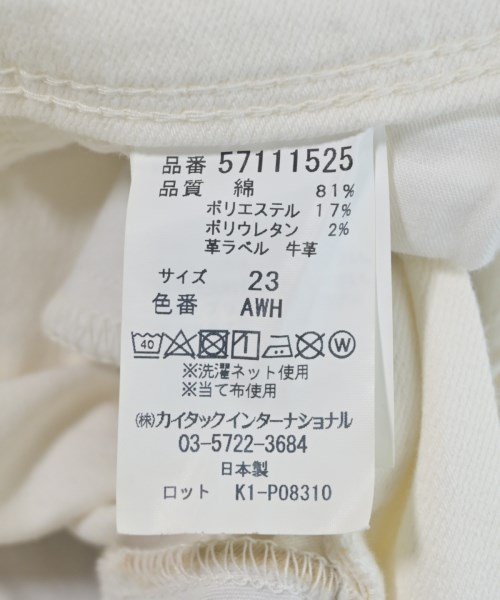 品番 57111525
品質 綿 81%
ポリエステル 17%
ポリウレタン 2%
革ラベル 牛革
サイズ 23
色番 AWH
40 W
※洗濯ネット使用
※当て布使用
㈱カイタックインターナショナル
03-5722-3684
日本製
ロット K1-P08310